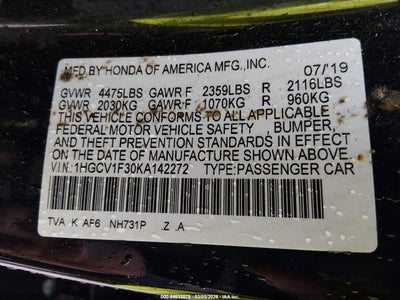 MFD.BY HONDA OF AMERICA MFG.,INC. 07/'19
GVWR 4475LBS GAWR F 2359LBS R 2116LBS
GVWR 2030KG GAWR F 1070KG R 960KG
THIS VEHICLE CONFORMS TO ALL APPLICABLE
FEDERAL MOTOR VEHICLE SAFETY , BUMPER,
AND THEFT PREVENTION STANDARDS IN EFFECT ON
THE DATE OF MANUFACTURE SHOWN ABOVE.
V.I.N: 1HGCV1F30KA142272 TYPE:PASSENGER CAR
TVA K AF6 NH731P .Z .A